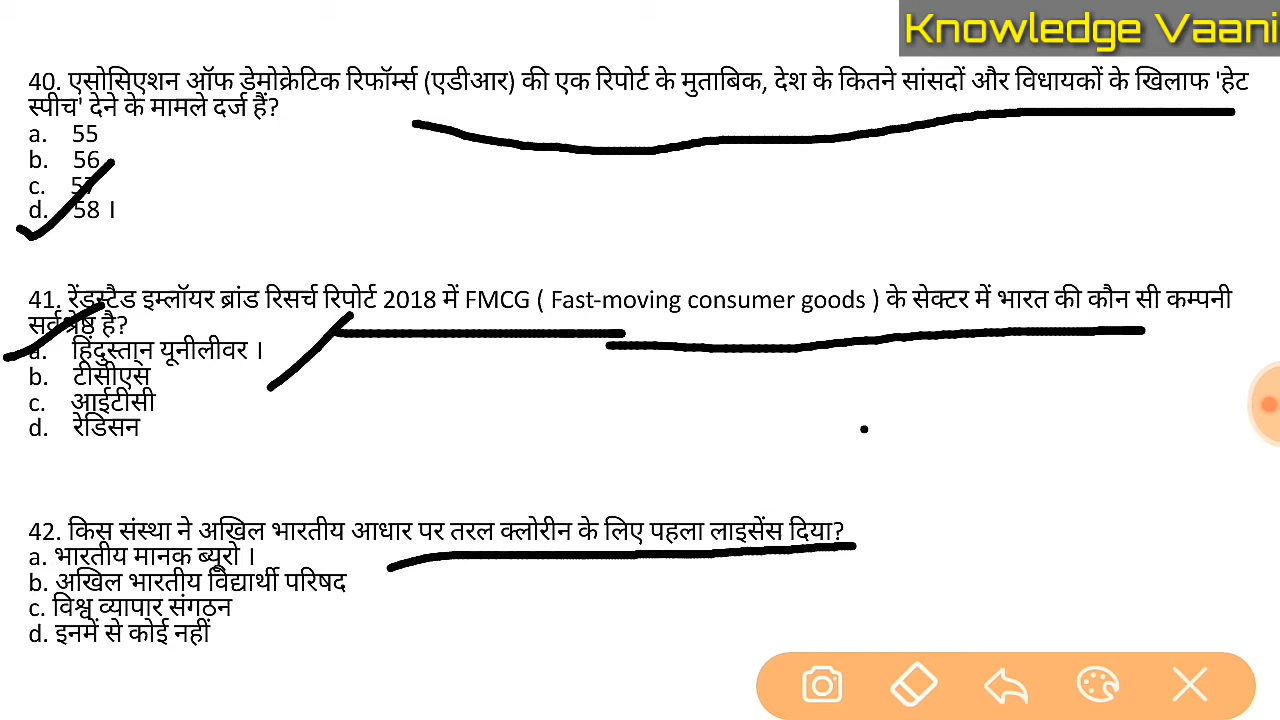 Knowledge Vaani
40. एसोसिएशन ऑफ डेमोक्रेटिक रिफॉर्म्स (एडीआर) की एक रिपोर्ट के मुताबिक, देश के कितने सांसदों और विधायकों के खिलाफ 'हेट
स्पीच' देने के मामले दर्ज हैं?
a. 55
b. 56
c. 57
d. 58 ।
41. रेंडस्टैड इम्लॉयर ब्रांड रिसर्च रिपोर्ट 2018 में FMCG ( Fast-moving consumer goods ) के सेक्टर में भारत की कौन सी कम्पनी
सर्वश्रेष्ठ है?
a. हिंदुस्तान यूनीलीवर ।
b. टीसीएस
c. आईटीसी
d. रेडिसन
42. किस संस्था ने अखिल भारतीय आधार पर तरल क्लोरीन के लिए पहला लाइसेंस दिया?
a. भारतीय मानक ब्यूरो ।
b. अखिल भारतीय विद्यार्थी परिषद
c. विश्व व्यापार संगठन
d. इनमें से कोई नहीं